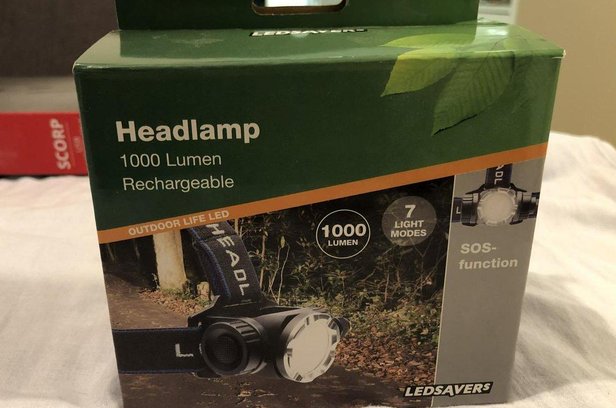 LEDSAVERS
Headlamp
1000 Lumen
Rechargeable
OUTDOOR LIFE LED
1000
LUMEN
7
LIGHT
MODES
SOS-
function
HEADL
L
L
LEDSAVERS
SCORP